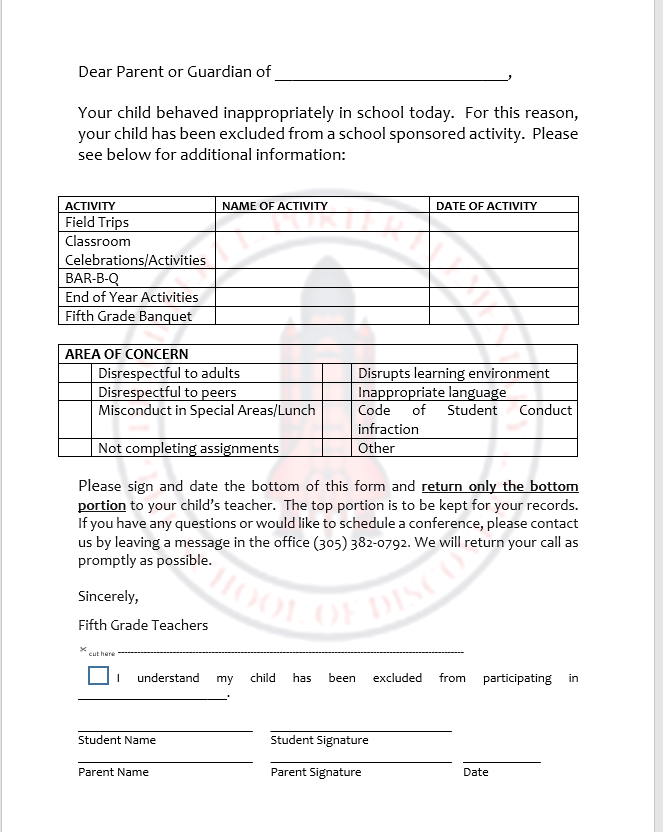 Dear Parent or Guardian of ____________________________,
Your child behaved inappropriately in school today.  For this reason,
your child has been excluded from a school sponsored activity.  Please
see below for additional information:
ACTIVITY NAME OF ACTIVITY DATE OF ACTIVITY
Field Trips
Classroom
Celebrations/Activities
BAR-B-Q
End of Year Activities
Fifth Grade Banquet
AREA OF CONCERN
Disrespectful to adults Disrupts learning environment
Disrespectful to peers Inappropriate language
Misconduct in Special Areas/Lunch Code of Student Conduct
infraction
Not completing assignments Other
Please sign and date the bottom of this form and return only the bottom
portion to your child’s teacher.  The top portion is to be kept for your records.
If you have any questions or would like to schedule a conference, please contact
us by leaving a message in the office (305) 382-0792. We will return your call as
promptly as possible.
Sincerely,
Fifth Grade Teachers
cut here ------------------------------------------------------------
I understand my child has been excluded from participating in
______________________.
Student Name Student Signature
Parent Name Parent Signature Date
PORTER ELEMENTARY
SCHOOL OF DISCOVERY